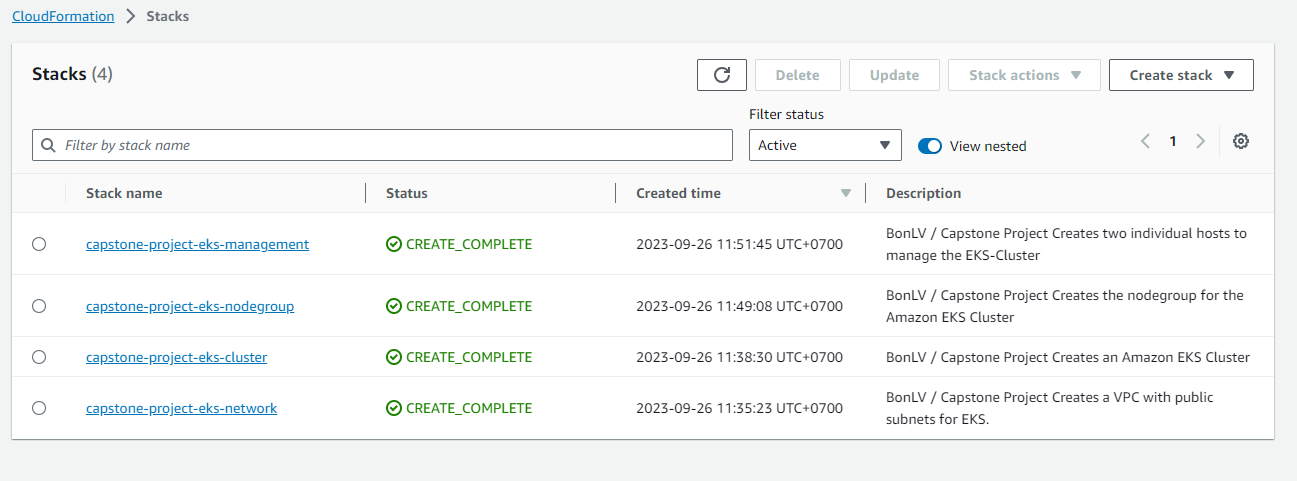 CloudFormation > Stacks
Stacks (4)
Delete
Update
Stack actions
Create stack
Filter status
Filter by stack name
Active
View nested
1
Stack name Status Created time Description
capstone-project-eks-management CREATE_COMPLETE 2023-09-26 11:51:45 UTC+0700 BonLV / Capstone Project Creates two individual hosts to
manage the EKS-Cluster
capstone-project-eks-nodegroup CREATE_COMPLETE 2023-09-26 11:49:08 UTC+0700 BonLV / Capstone Project Creates the nodegroup for the
Amazon EKS Cluster
capstone-project-eks-cluster CREATE_COMPLETE 2023-09-26 11:38:30 UTC+0700 BonLV / Capstone Project Creates an Amazon EKS Cluster
capstone-project-eks-network CREATE_COMPLETE 2023-09-26 11:35:23 UTC+0700 BonLV / Capstone Project Creates a VPC with public
subnets for EKS.